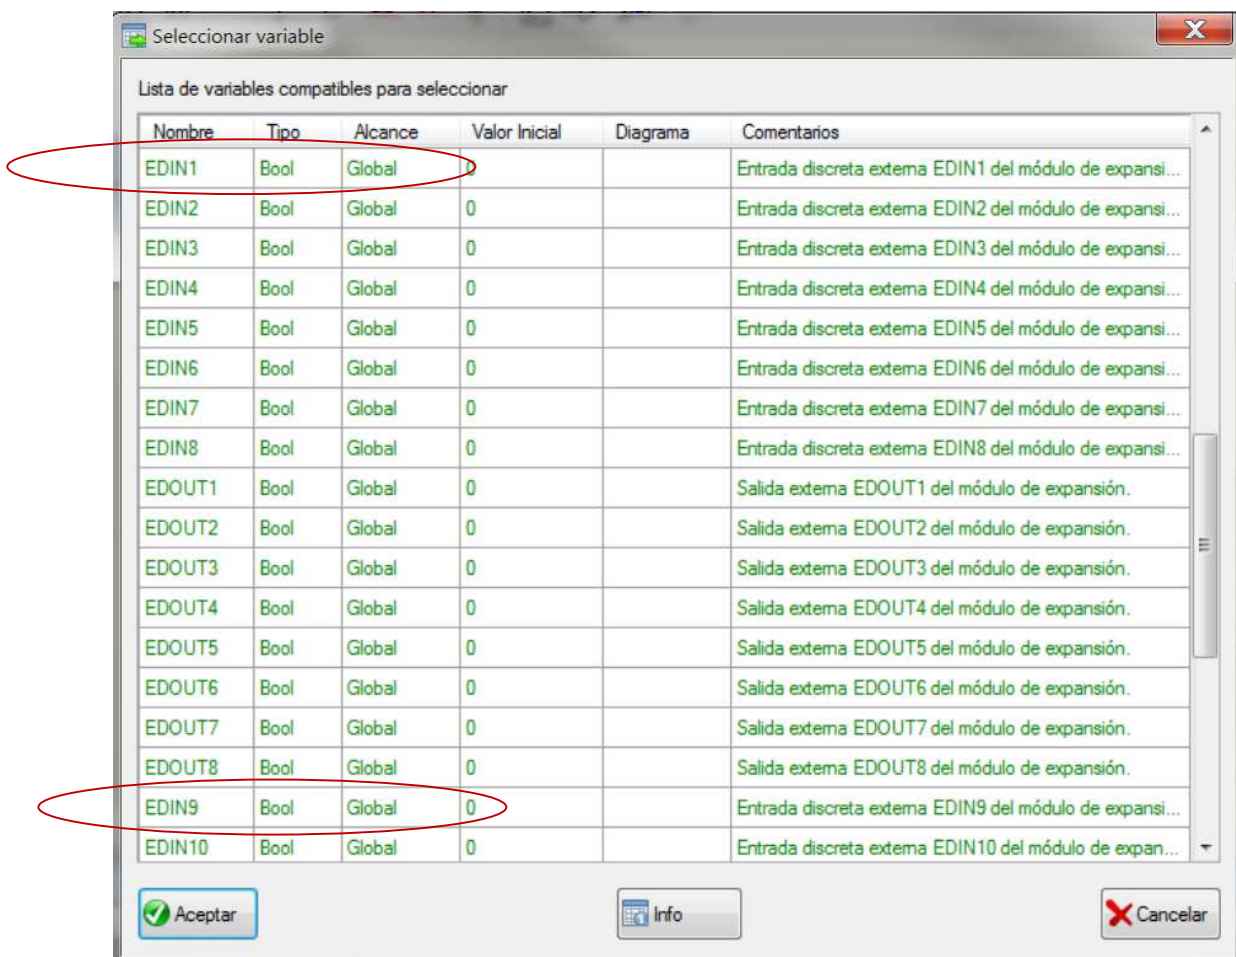 Seleccionar variable
Lista de variables compatibles para seleccionar
Nombre Tipo Alcance Valor Inicial Diagrama Comentarios
EDIN1 Bool Global 0 Entrada discreta externa EDIN1 del módulo de expansi...
EDIN2 Bool Global 0 Entrada discreta externa EDIN2 del módulo de expansi...
EDIN3 Bool Global 0 Entrada discreta externa EDIN3 del módulo de expansi...
EDIN4 Bool Global 0 Entrada discreta externa EDIN4 del módulo de expansi...
EDIN5 Bool Global 0 Entrada discreta externa EDIN5 del módulo de expansi...
EDIN6 Bool Global 0 Entrada discreta externa EDIN6 del módulo de expansi...
EDIN7 Bool Global 0 Entrada discreta externa EDIN7 del módulo de expansi...
EDIN8 Bool Global 0 Entrada discreta externa EDIN8 del módulo de expansi...
EDOUT1 Bool Global 0 Salida externa EDOUT1 del módulo de expansión.
EDOUT2 Bool Global 0 Salida externa EDOUT2 del módulo de expansión.
EDOUT3 Bool Global 0 Salida externa EDOUT3 del módulo de expansión.
EDOUT4 Bool Global 0 Salida externa EDOUT4 del módulo de expansión.
EDOUT5 Bool Global 0 Salida externa EDOUT5 del módulo de expansión.
EDOUT6 Bool Global 0 Salida externa EDOUT6 del módulo de expansión.
EDOUT7 Bool Global 0 Salida externa EDOUT7 del módulo de expansión.
EDOUT8 Bool Global 0 Salida externa EDOUT8 del módulo de expansión.
EDIN9 Bool Global 0 Entrada discreta externa EDIN9 del módulo de expansi...
EDIN10 Bool Global 0 Entrada discreta externa EDIN10 del módulo de expan...
Aceptar Info Cancelar